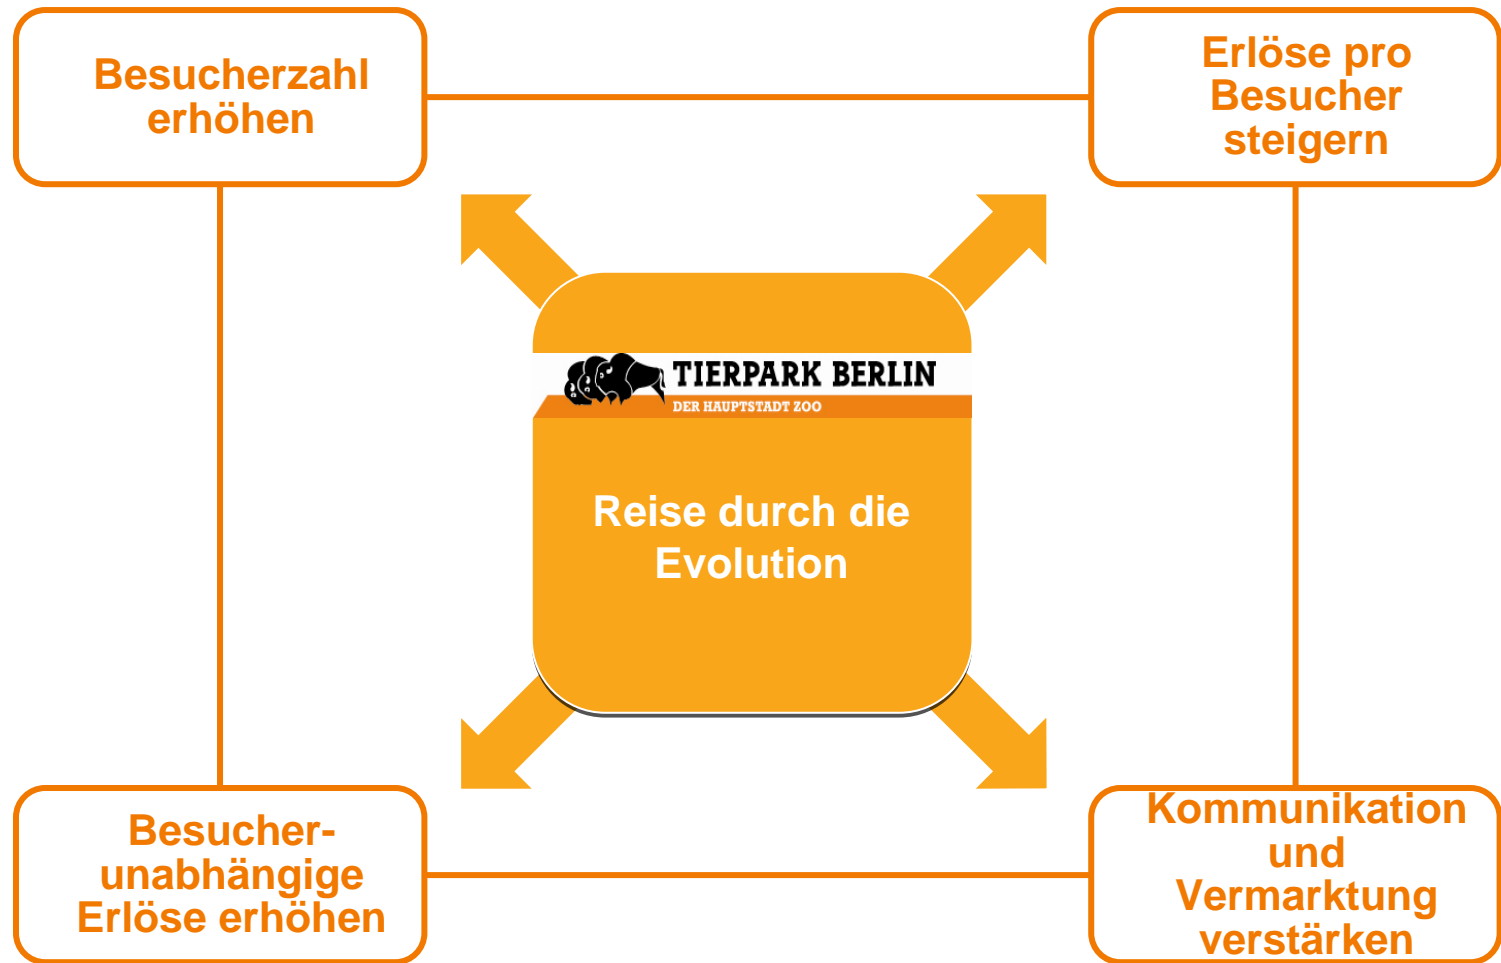 Besucherzahl
erhöhen
Erlöse pro
Besucher
steigern
TIERPARK BERLIN
DER HAUPTSTADT ZOO
Reise durch die
Evolution
Besucher-
unabhängige
Erlöse erhöhen
Kommunikation
und
Vermarktung
verstärken